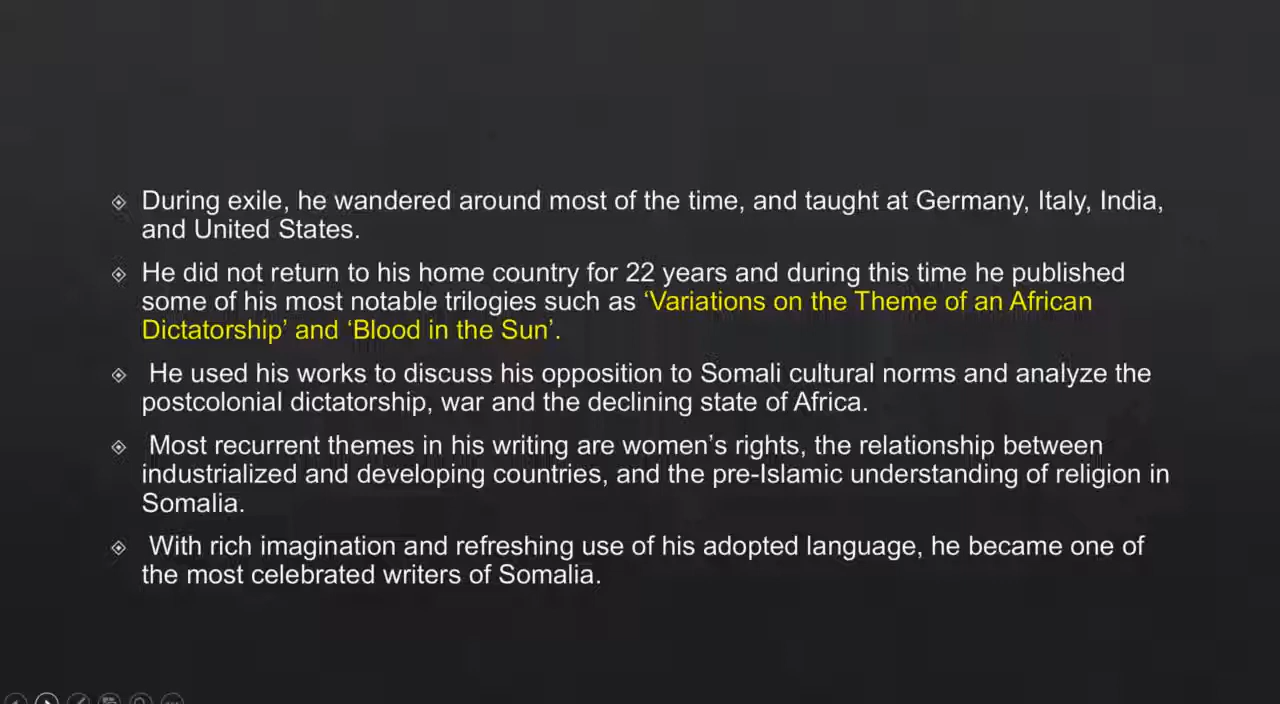 During exile, he wandered around most of the time, and taught at Germany, Italy, India,
and United States.
He did not return to his home country for 22 years and during this time he published
some of his most notable trilogies such as ‘Variations on the Theme of an African
Dictatorship’ and ‘Blood in the Sun’.
He used his works to discuss his opposition to Somali cultural norms and analyze the
postcolonial dictatorship, war and the declining state of Africa.
Most recurrent themes in his writing are women’s rights, the relationship between
industrialized and developing countries, and the pre-Islamic understanding of religion in
Somalia.
With rich imagination and refreshing use of his adopted language, he became one of
the most celebrated writers of Somalia.